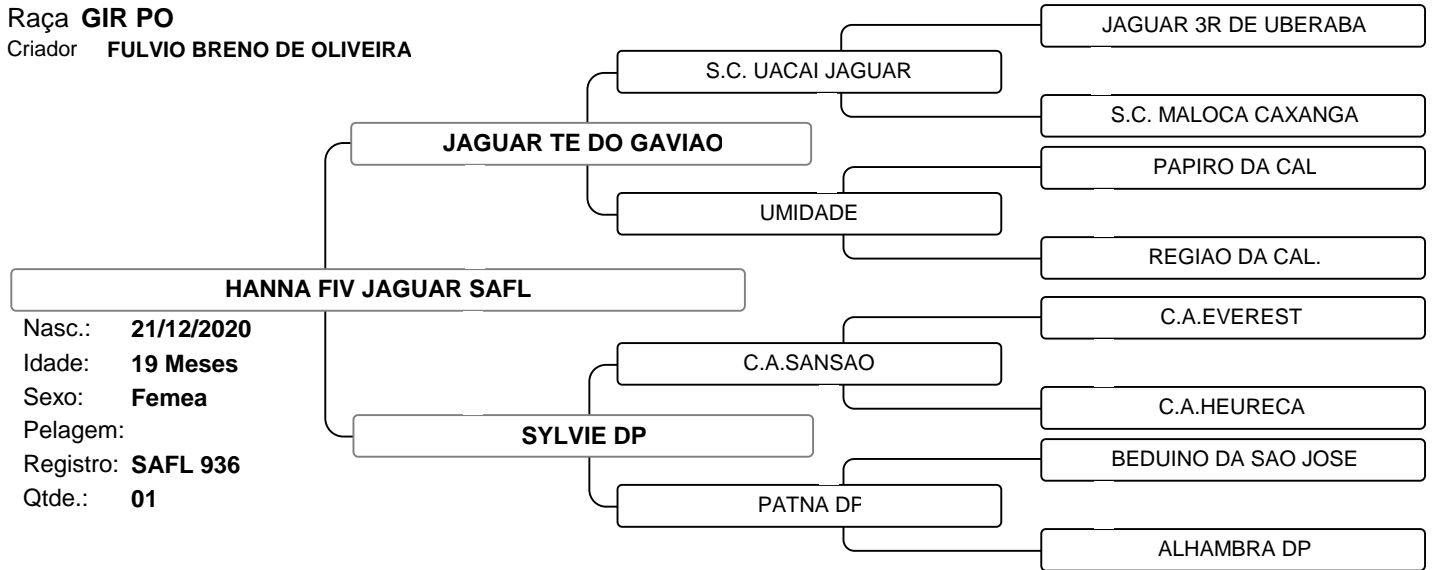 Raça GIR PO
Criador FULVIO BRENO DE OLIVEIRA
JAGUAR 3R DE UBERABA
S.C. UACAI JAGUAR
S.C. MALOCA CAXANGA
JAGUAR TE DO GAVIAO
PAPIRO DA CAL
UMIDADE
REGIAO DA CAL.
HANNA FIV JAGUAR SAFL
Nasc.: 21/12/2020
Idade: 19 Meses
Sexo: Femea
Pelagem:
Registro: SAFL 936
Qtde.: 01
C.A.EVEREST
C.A.SANSAO
C.A.HEURECA
SYLVIE DP
BEDUINO DA SAO JOSE
PATNA DP
ALHAMBRA DP